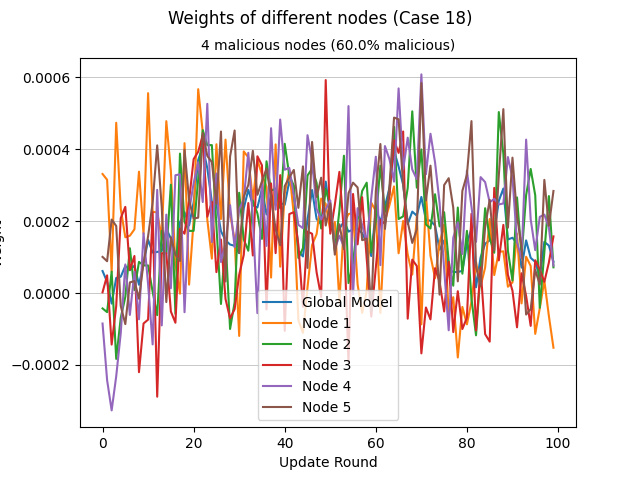 Weights of different nodes (Case 18)
4 malicious nodes (60.0% malicious)
0.0006
0.0004
0.0002
0.0000
−0.0002
0
20
40
60
80
100
Update Round
Global Model
Node 1
Node 2
Node 3
Node 4
Node 5